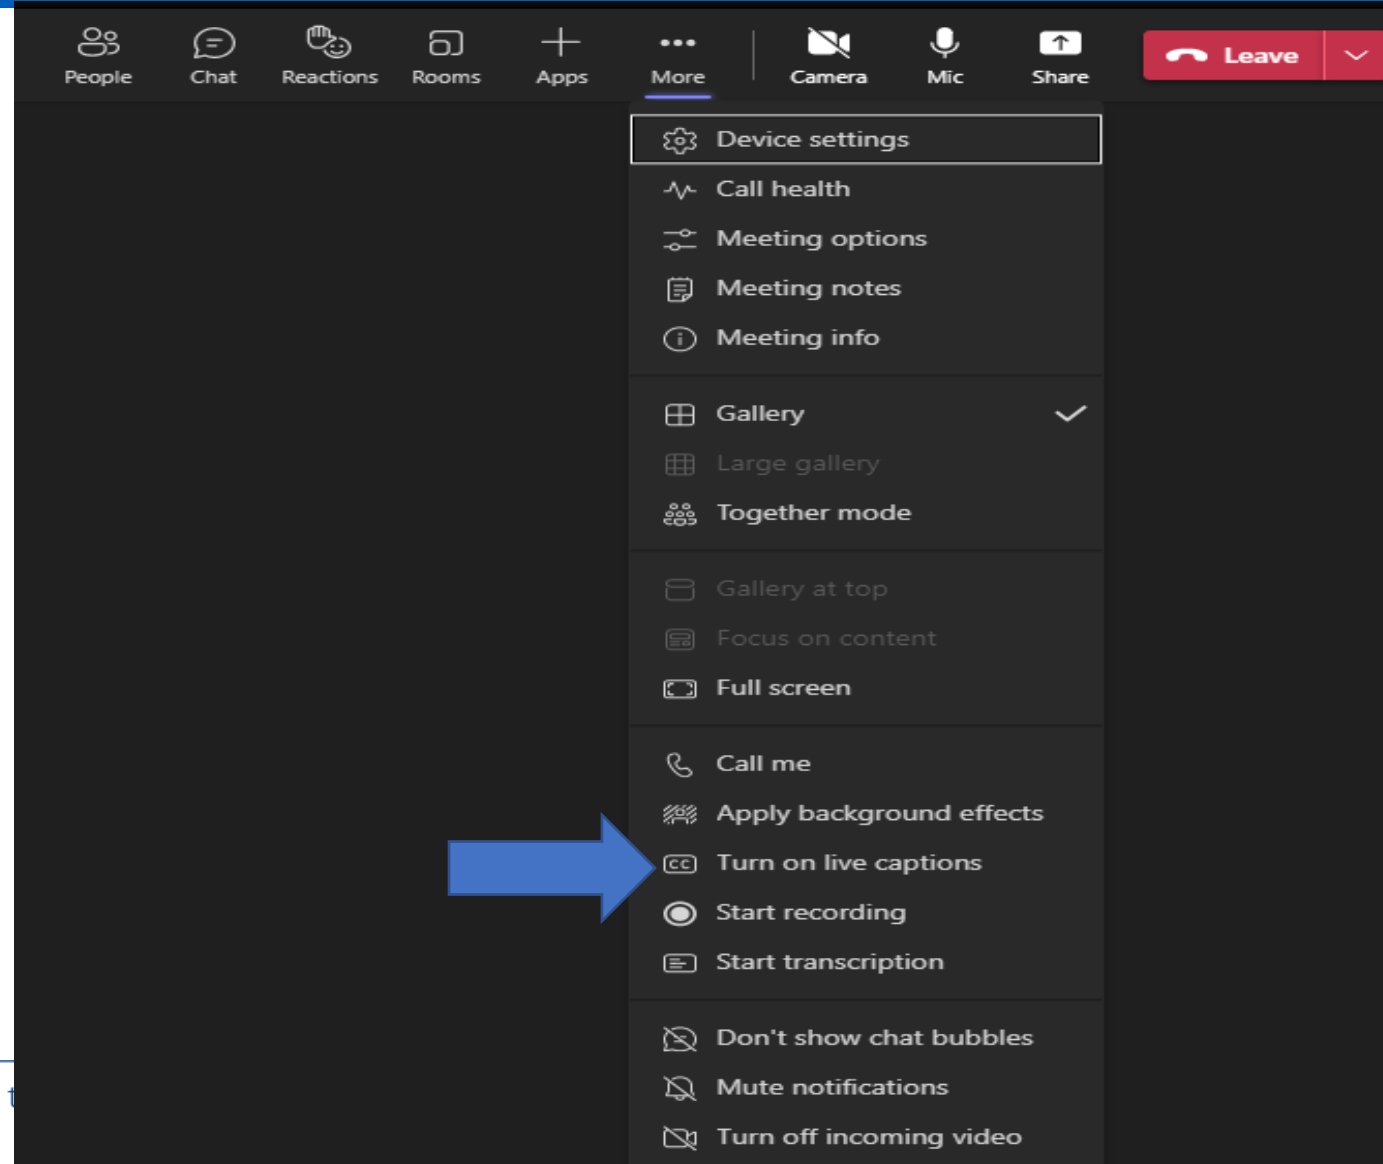 People Chat Reactions Rooms Apps More Camera Mic Share Leave
Device settings
Call health
Meeting options
Meeting notes
Meeting info
Gallery
Large gallery
Together mode
Gallery at top
Focus on content
Full screen
Call me
Apply background effects
CC Turn on live captions
Start recording
Start transcription
Don't show chat bubbles
Mute notifications
Turn off incoming video